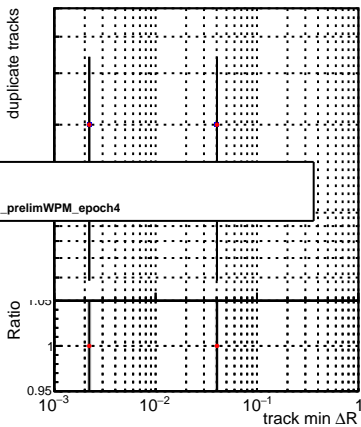 duplicate tracks
_prelimWPM_epoch4
Ratio
1.05
1
0.95
10⁻³ 10⁻² 10⁻¹ 1
track min ΔR